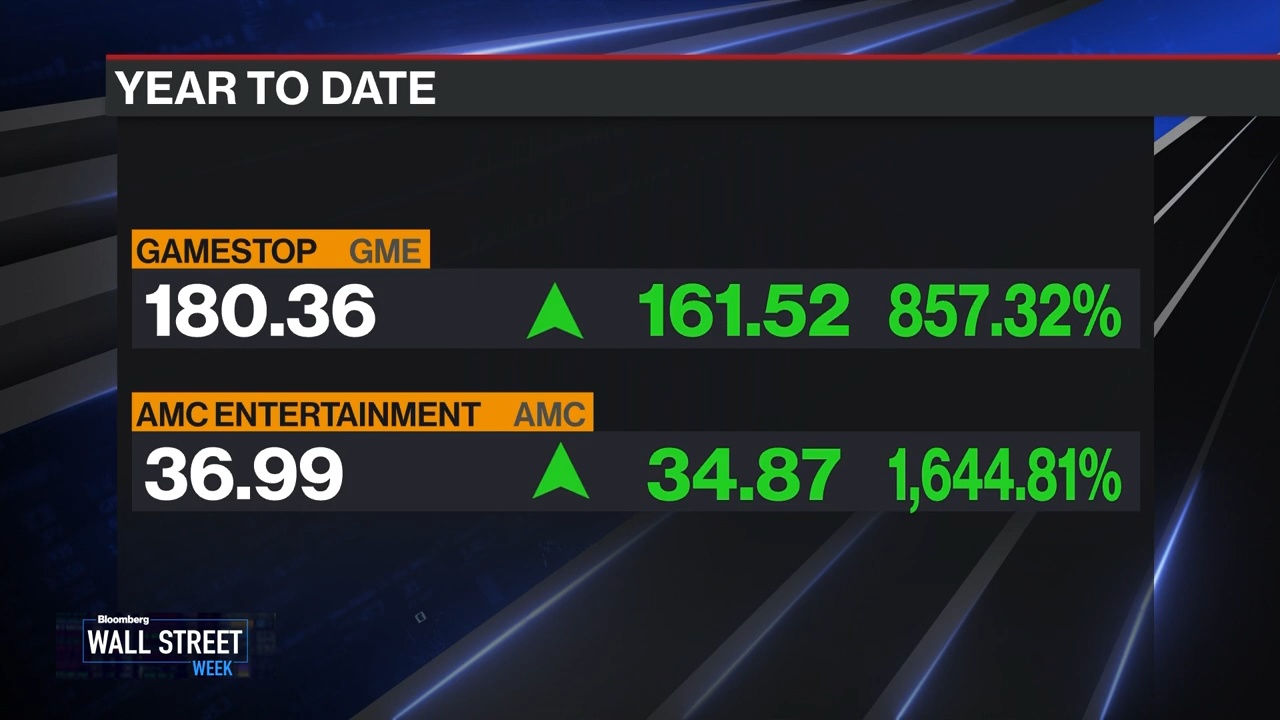 YEAR TO DATE
GAMESTOP GME
180.36 161.52 857.32%
AMC ENTERTAINMENT AMC
36.99 34.87 1,644.81%
Bloomberg
WALL STREET
WEEK